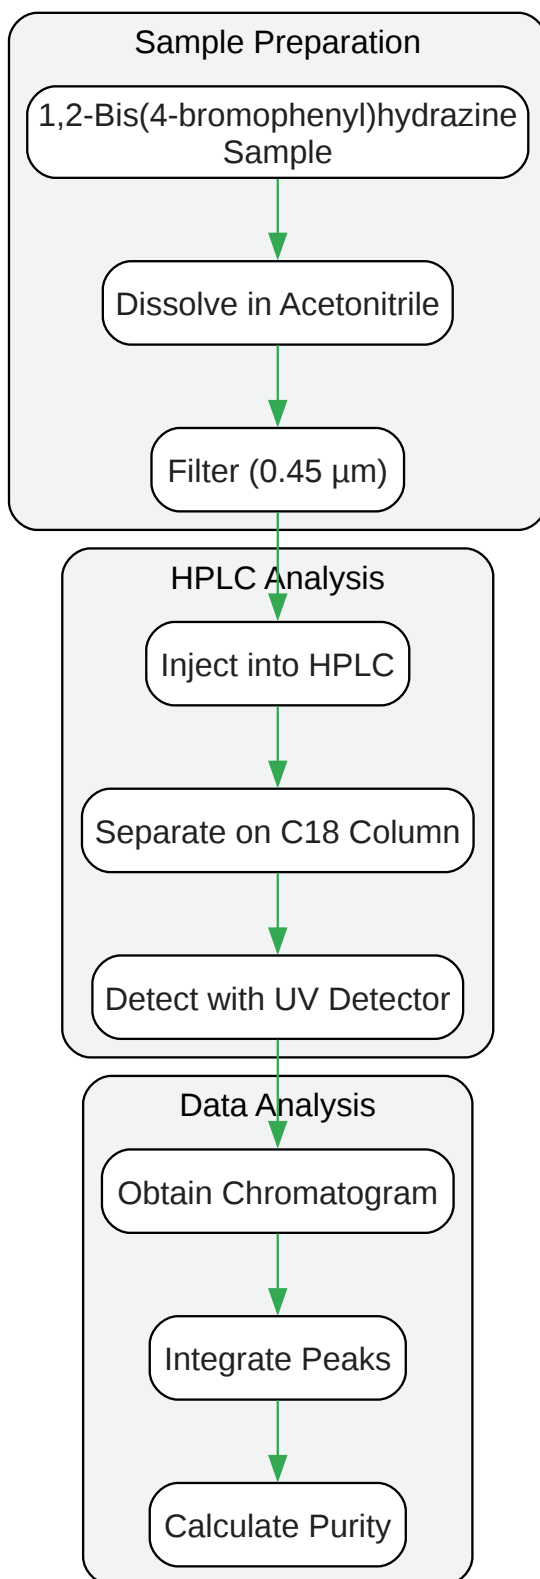 Sample Preparation
1,2-Bis(4-bromophenyl)hydrazine
Sample
Dissolve in Acetonitrile
Filter (0.45 µm)
HPLC Analysis
Inject into HPLC
Separate on C18 Column
Detect with UV Detector
Data Analysis
Obtain Chromatogram
Integrate Peaks
Calculate Purity